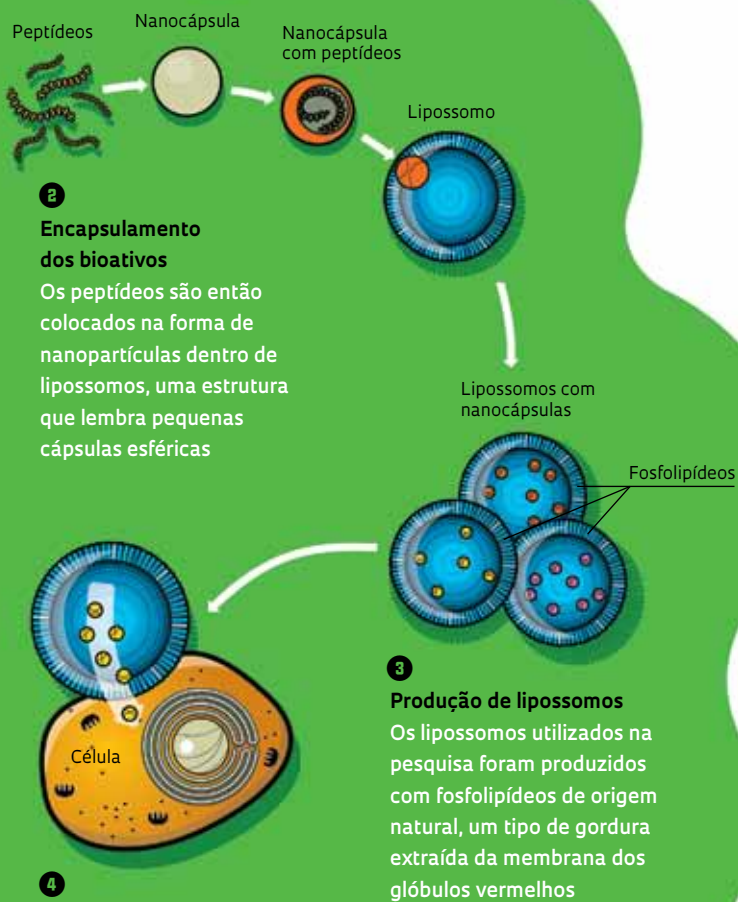 Peptídeos
Nanocápsula
Nanocápsula
com peptídeos
Lipossomo
2
Encapsulamento
dos bioativos
Os peptídeos são então
colocados na forma de
nanopartículas dentro de
lipossomos, uma estrutura
que lembra pequenas
cápsulas esféricas
Lipossomos com
nanocápsulas
Fosfolipídeos
3
Produção de lipossomos
Os lipossomos utilizados na
pesquisa foram produzidos
com fosfolipídeos de origem
natural, um tipo de gordura
extraída da membrana dos
glóbulos vermelhos
Célula
4